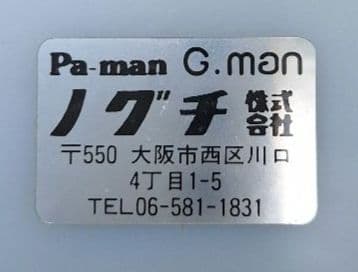 Pa-man G.man
ノグチ株式会社
〒550 大阪市西区川口
4丁目1-5
TEL06-581-1831